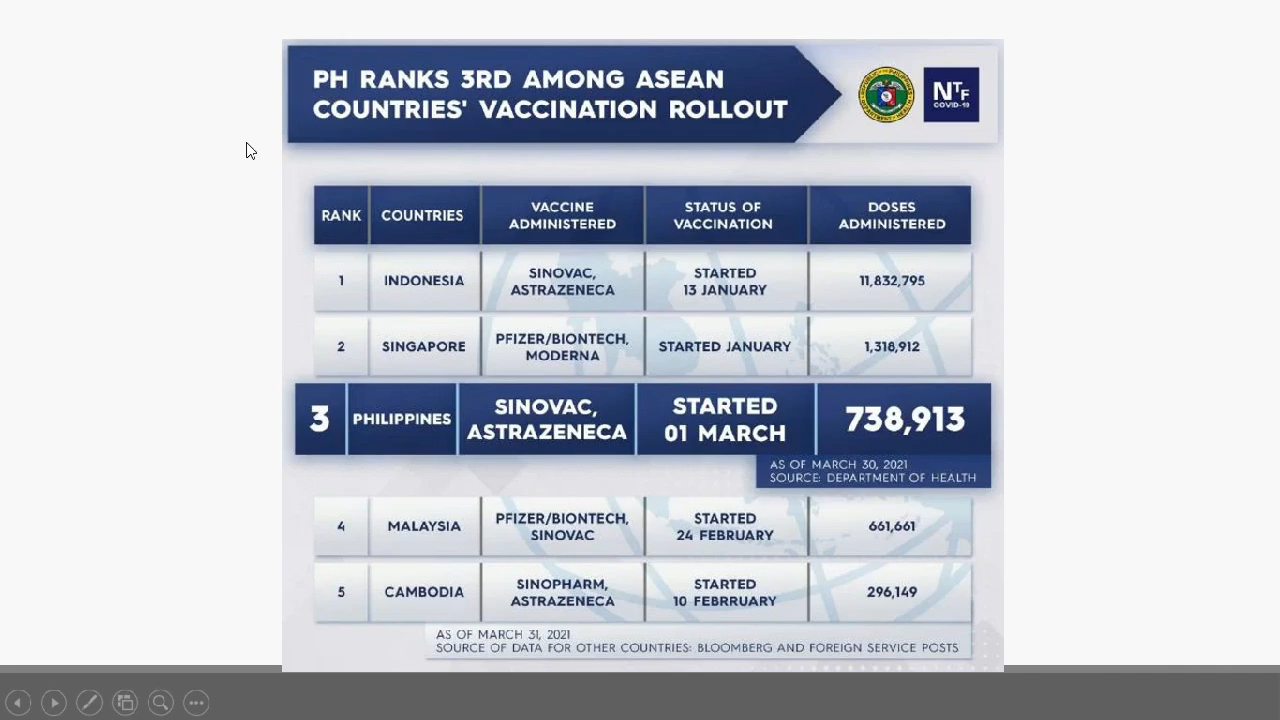 PH RANKS 3RD AMONG ASEAN
COUNTRIES' VACCINATION ROLLOUT
NTF
COVID-19
RANK
COUNTRIES
VACCINE
ADMINISTERED
STATUS OF
VACCINATION
DOSES
ADMINISTERED
1
INDONESIA
SINOVAC,
ASTRAZENECA
STARTED
13 JANUARY
11,832,795
2
SINGAPORE
PFIZER/BIONTECH,
MODERNA
STARTED JANUARY
1,318,912
3
PHILIPPINES
SINOVAC,
ASTRAZENECA
STARTED
01 MARCH
738,913
AS OF MARCH 30, 2021
SOURCE: DEPARTMENT OF HEALTH
4
MALAYSIA
PFIZER/BIONTECH,
SINOVAC
STARTED
24 FEBRUARY
661,661
5
CAMBODIA
SINOPHARM,
ASTRAZENECA
STARTED
10 FEBRRUARY
296,149
AS OF MARCH 31, 2021
SOURCE OF DATA FOR OTHER COUNTRIES: BLOOMBERG AND FOREIGN SERVICE POSTS